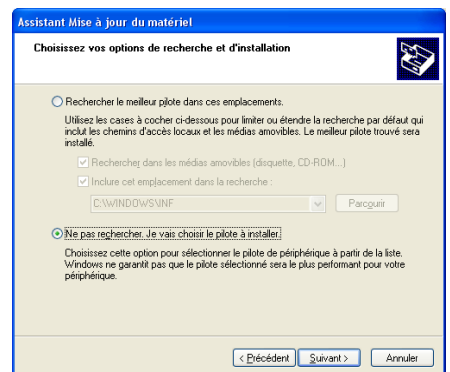 Assistant Mise à jour du matériel
Choisissez vos options de recherche et d'installation
Rechercher le meilleur pilote dans ces emplacements.
Utilisez les cases à cocher ci-dessous pour limiter ou étendre la recherche par défaut qui
inclut les chemins d'accès locaux et les médias amovibles. Le meilleur pilote trouvé sera
installé.
Rechercher dans les médias amovibles (disquette, CD-ROM...)
Inclure cet emplacement dans la recherche :
C:\WINDOWS\INF
Parcourir
Ne pas rechercher. Je vais choisir le pilote à installer.
Choisissez cette option pour sélectionner le pilote de périphérique à partir de la liste.
Windows ne garantit pas que le pilote sélectionné sera le plus performant pour votre
périphérique.
< Précédent
Suivant >
Annuler